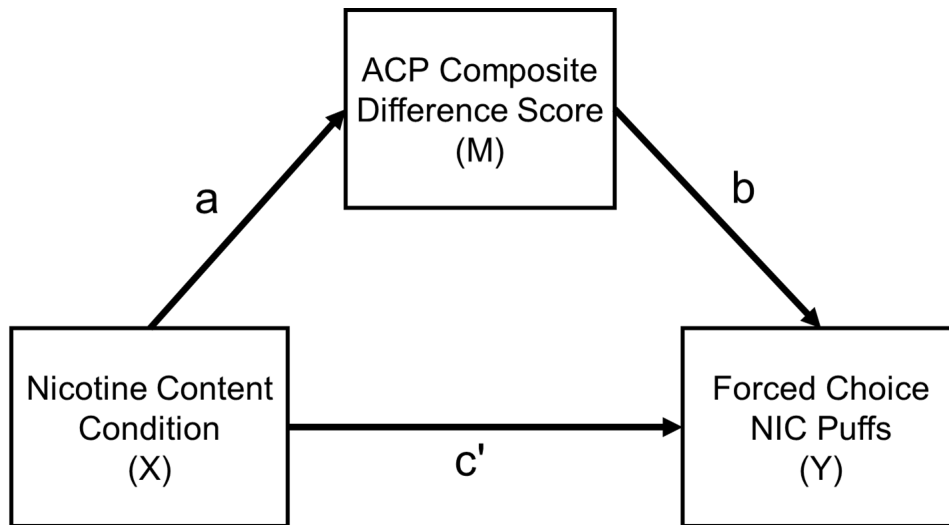 ACP Composite
Difference Score
(M)
a
b
Nicotine Content
Condition
(X)
c'
Forced Choice
NIC Puffs
(Y)